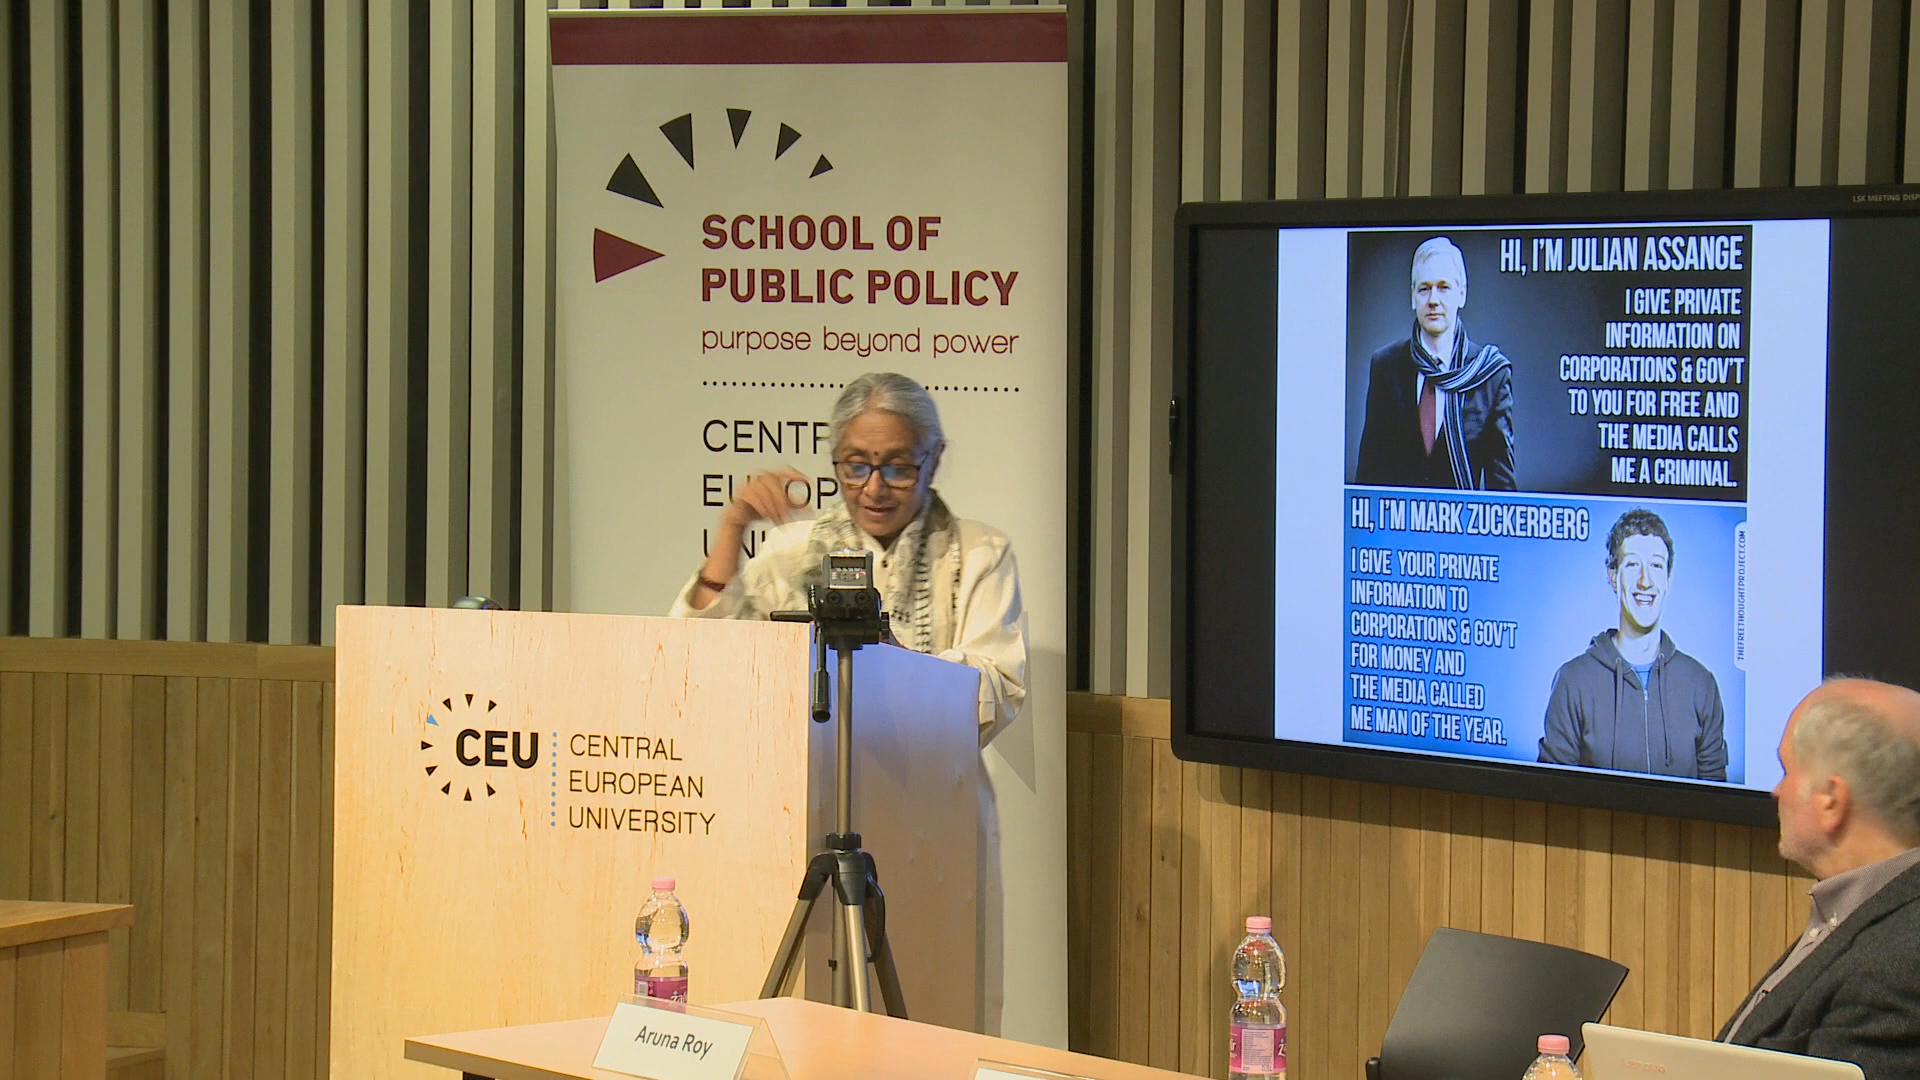 SCHOOL OF
PUBLIC POLICY
purpose beyond power
CEU
CENTRAL
EUROPEAN
UNIVERSITY
Aruna Roy
LSK MEETING
HI, I'M JULIAN ASSANGE
I GIVE PRIVATE
INFORMATION ON
CORPORATIONS & GOV'T
TO YOU FOR FREE AND
THE MEDIA CALLS
ME A CRIMINAL.
HI, I'M MARK ZUCKERBERG
I GIVE YOUR PRIVATE
INFORMATION TO
CORPORATIONS & GOV'T
FOR MONEY AND
THE MEDIA CALLED
ME MAN OF THE YEAR.
THEFREETHOUGHTPROJECT.COM